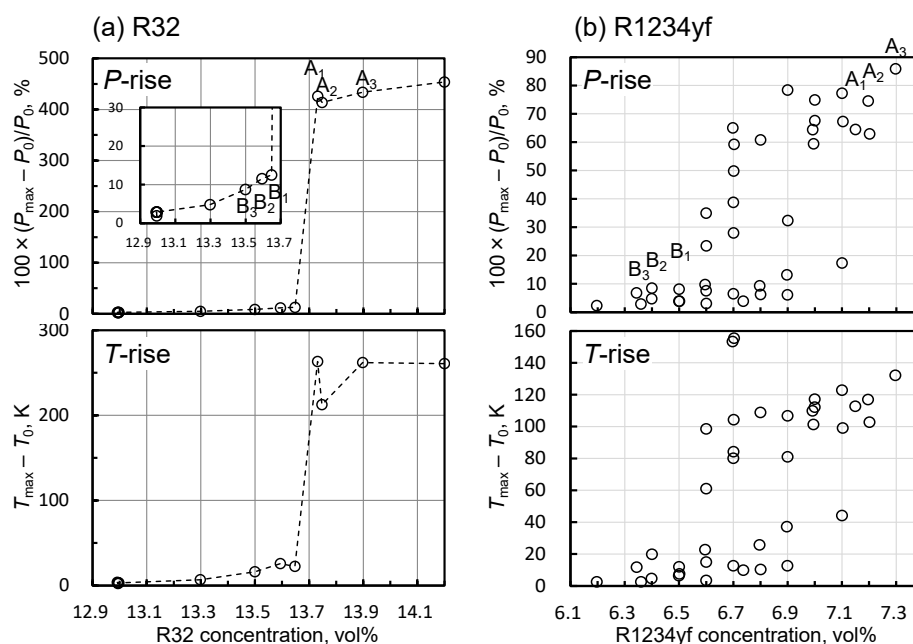 (a) R32
P-rise
100 × (Pmax − P0)/P0, %
500
400
300
200
100
0
A1
A2
A3
30
20
10
0
B3
B2
B1
12.9
13.1
13.3
13.5
13.7
T-rise
Tmax − T0, K
300
200
100
0
12.9
13.1
13.3
13.5
13.7
13.9
14.1
R32 concentration, vol%
(b) R1234yf
P-rise
100 × (Pmax − P0)/P0, %
90
80
70
60
50
40
30
20
10
0
A3
A2
A1
B3
B2
B1
T-rise
Tmax − T0, K
160
140
120
100
80
60
40
20
0
6.1
6.3
6.5
6.7
6.9
7.1
7.3
R1234yf concentration, vol%